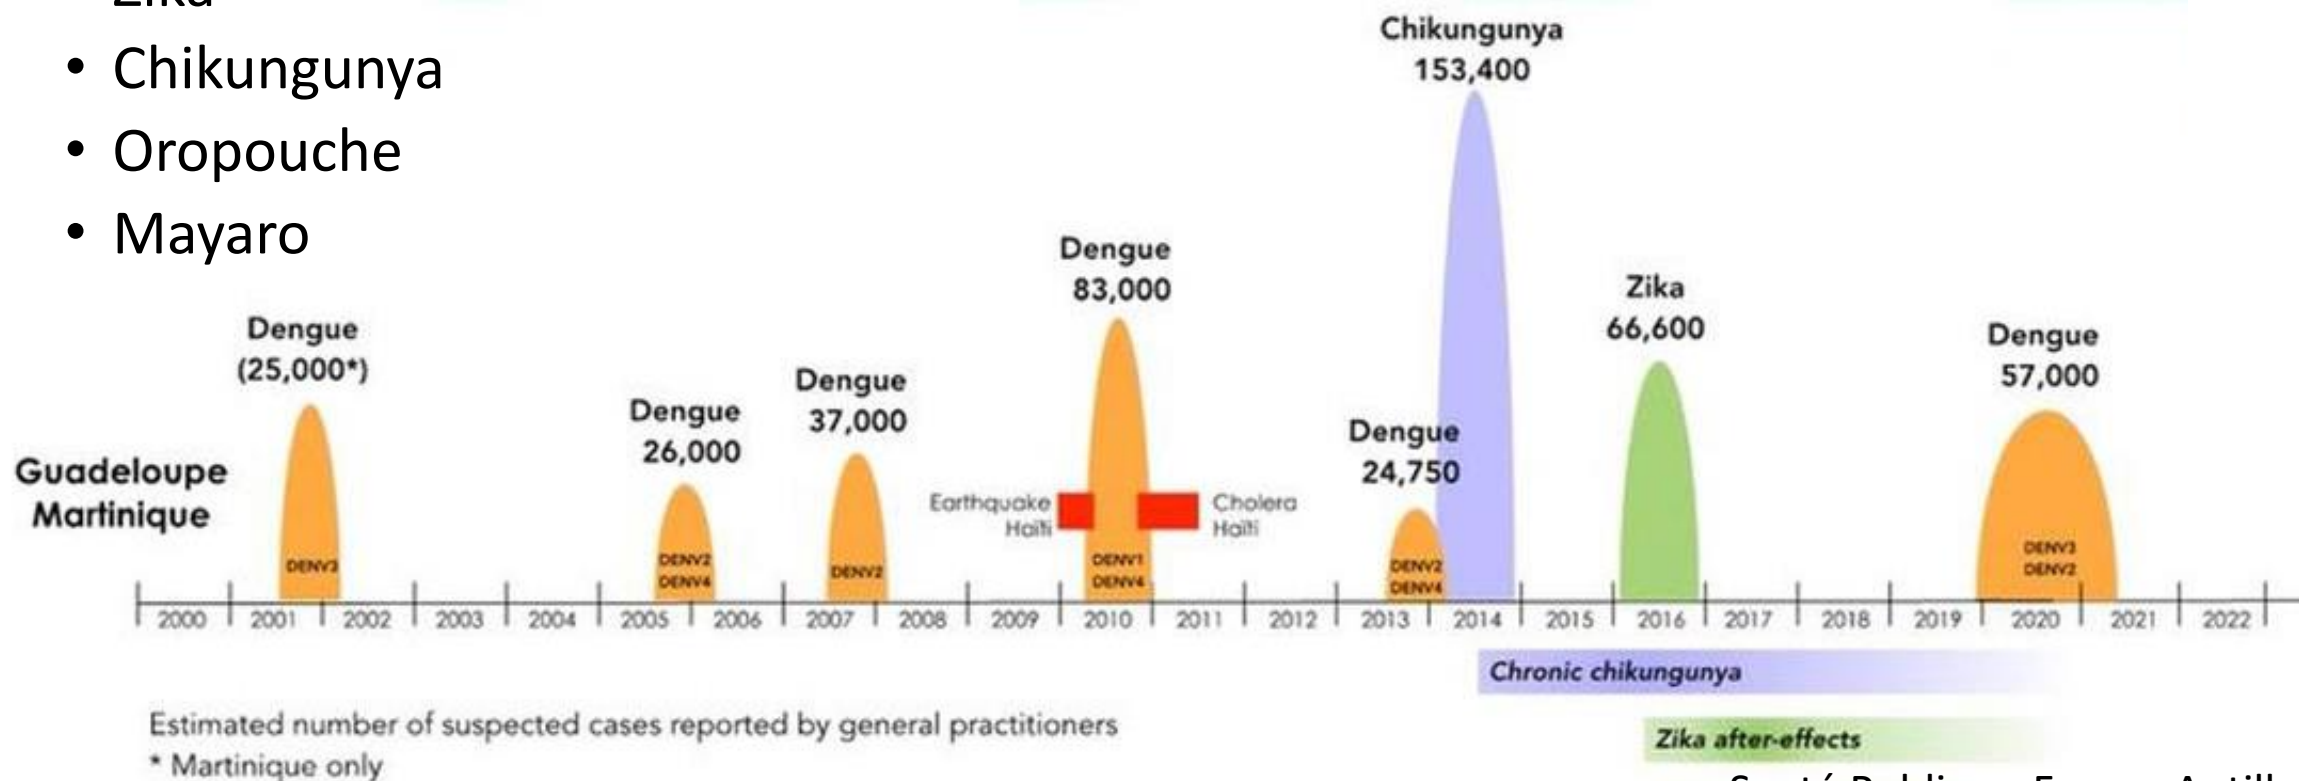 Zika
• Chikungunya
• Oropouche
• Mayaro
Chikungunya
153,400
Dengue
83,000
Zika
66,600
Dengue
(25,000*)
Dengue
57,000
Dengue
37,000
Dengue
26,000
Dengue
24,750
Guadeloupe
Martinique
Earthquake
Haïti
Cholera
Haïti
DENV3
DENV2
DENV4
DENV2
DENV1
DENV4
DENV2
DENV4
DENV3
DENV2
2000 2001 2002 2003 2004 2005 2006 2007 2008 2009 2010 2011 2012 2013 2014 2015 2016 2017 2018 2019 2020 2021 2022
Chronic chikungunya
Zika after-effects
Estimated number of suspected cases reported by general practitioners
* Martinique only